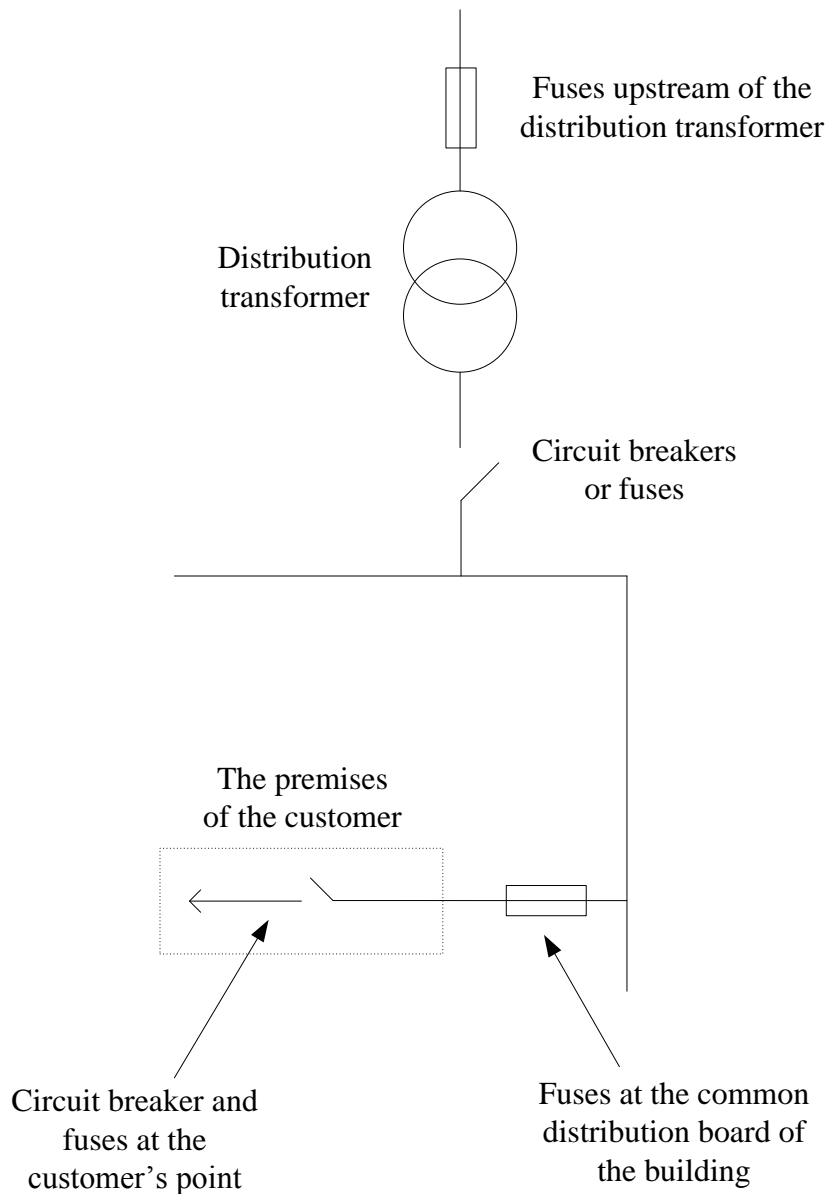 Fuses upstream of the
distribution transformer
Distribution
transformer
Circuit breakers
or fuses
The premises
of the customer
Circuit breaker and
fuses at the
customer’s point
Fuses at the common
distribution board of
the building